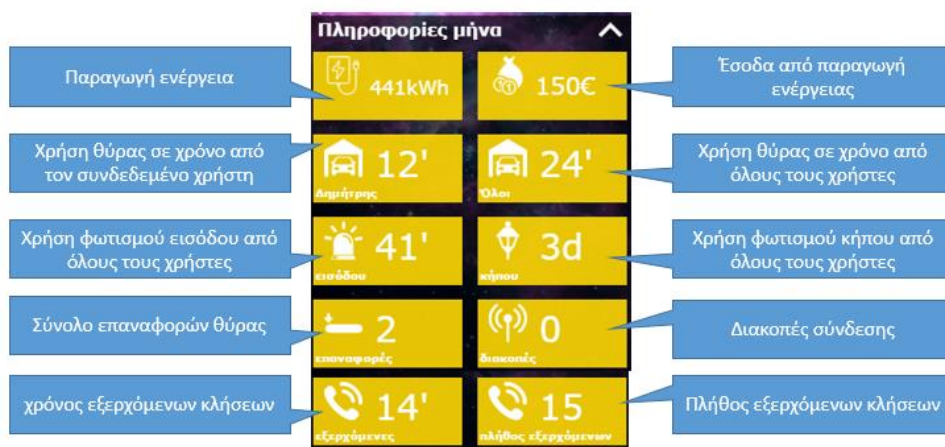 Πληροφορίες μήνα
Παραγωγή ενέργεια
441kWh
150€
Έσοδα από παραγωγή
ενέργειας
Χρήση θύρας σε χρόνο από
τον συνδεδεμένο χρήστη
12'
Δημήτρης
24'
Όλοι
Χρήση θύρας σε χρόνο από
όλους τους χρήστες
Χρήση φωτισμού εισόδου από
όλους τους χρήστες
41'
εισόδου
3d
κήπου
Χρήση φωτισμού κήπου από
όλους τους χρήστες
Σύνολο επαναφορών θύρας
2
επαναφορές
0
διακοπές
Διακοπές σύνδεσης
χρόνος εξερχόμενων κλήσεων
14'
εξερχόμενες
15
πλήθος εξερχομένων
Πλήθος εξερχομένων κλήσεων